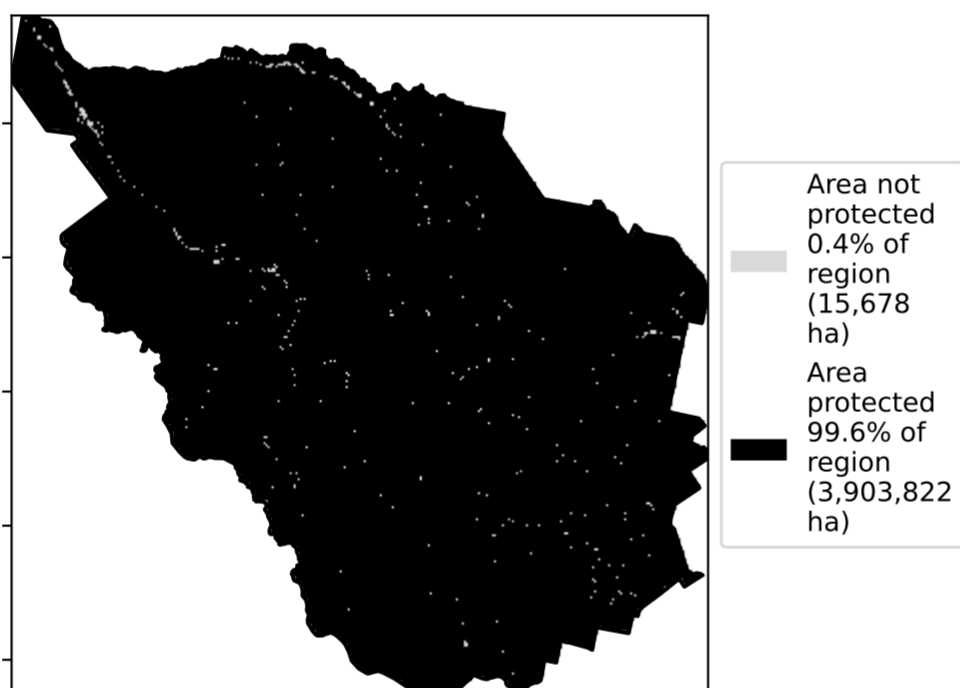 Area not
protected
0.4% of
region
(15,678
ha)
Area
protected
99.6% of
region
(3,903,822
ha)